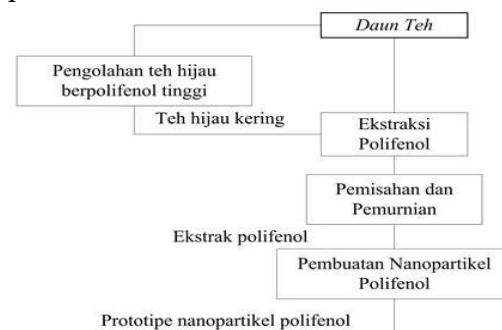 Daun Teh
Pengolahan teh hijau
berpolifenol tinggi
Teh hijau kering
Ekstraksi
Polifenol
Pemisahan dan
Pemurnian
Ekstrak polifenol
Pembuatan Nanopartikel
Polifenol
Prototipe nanopartikel polifenol